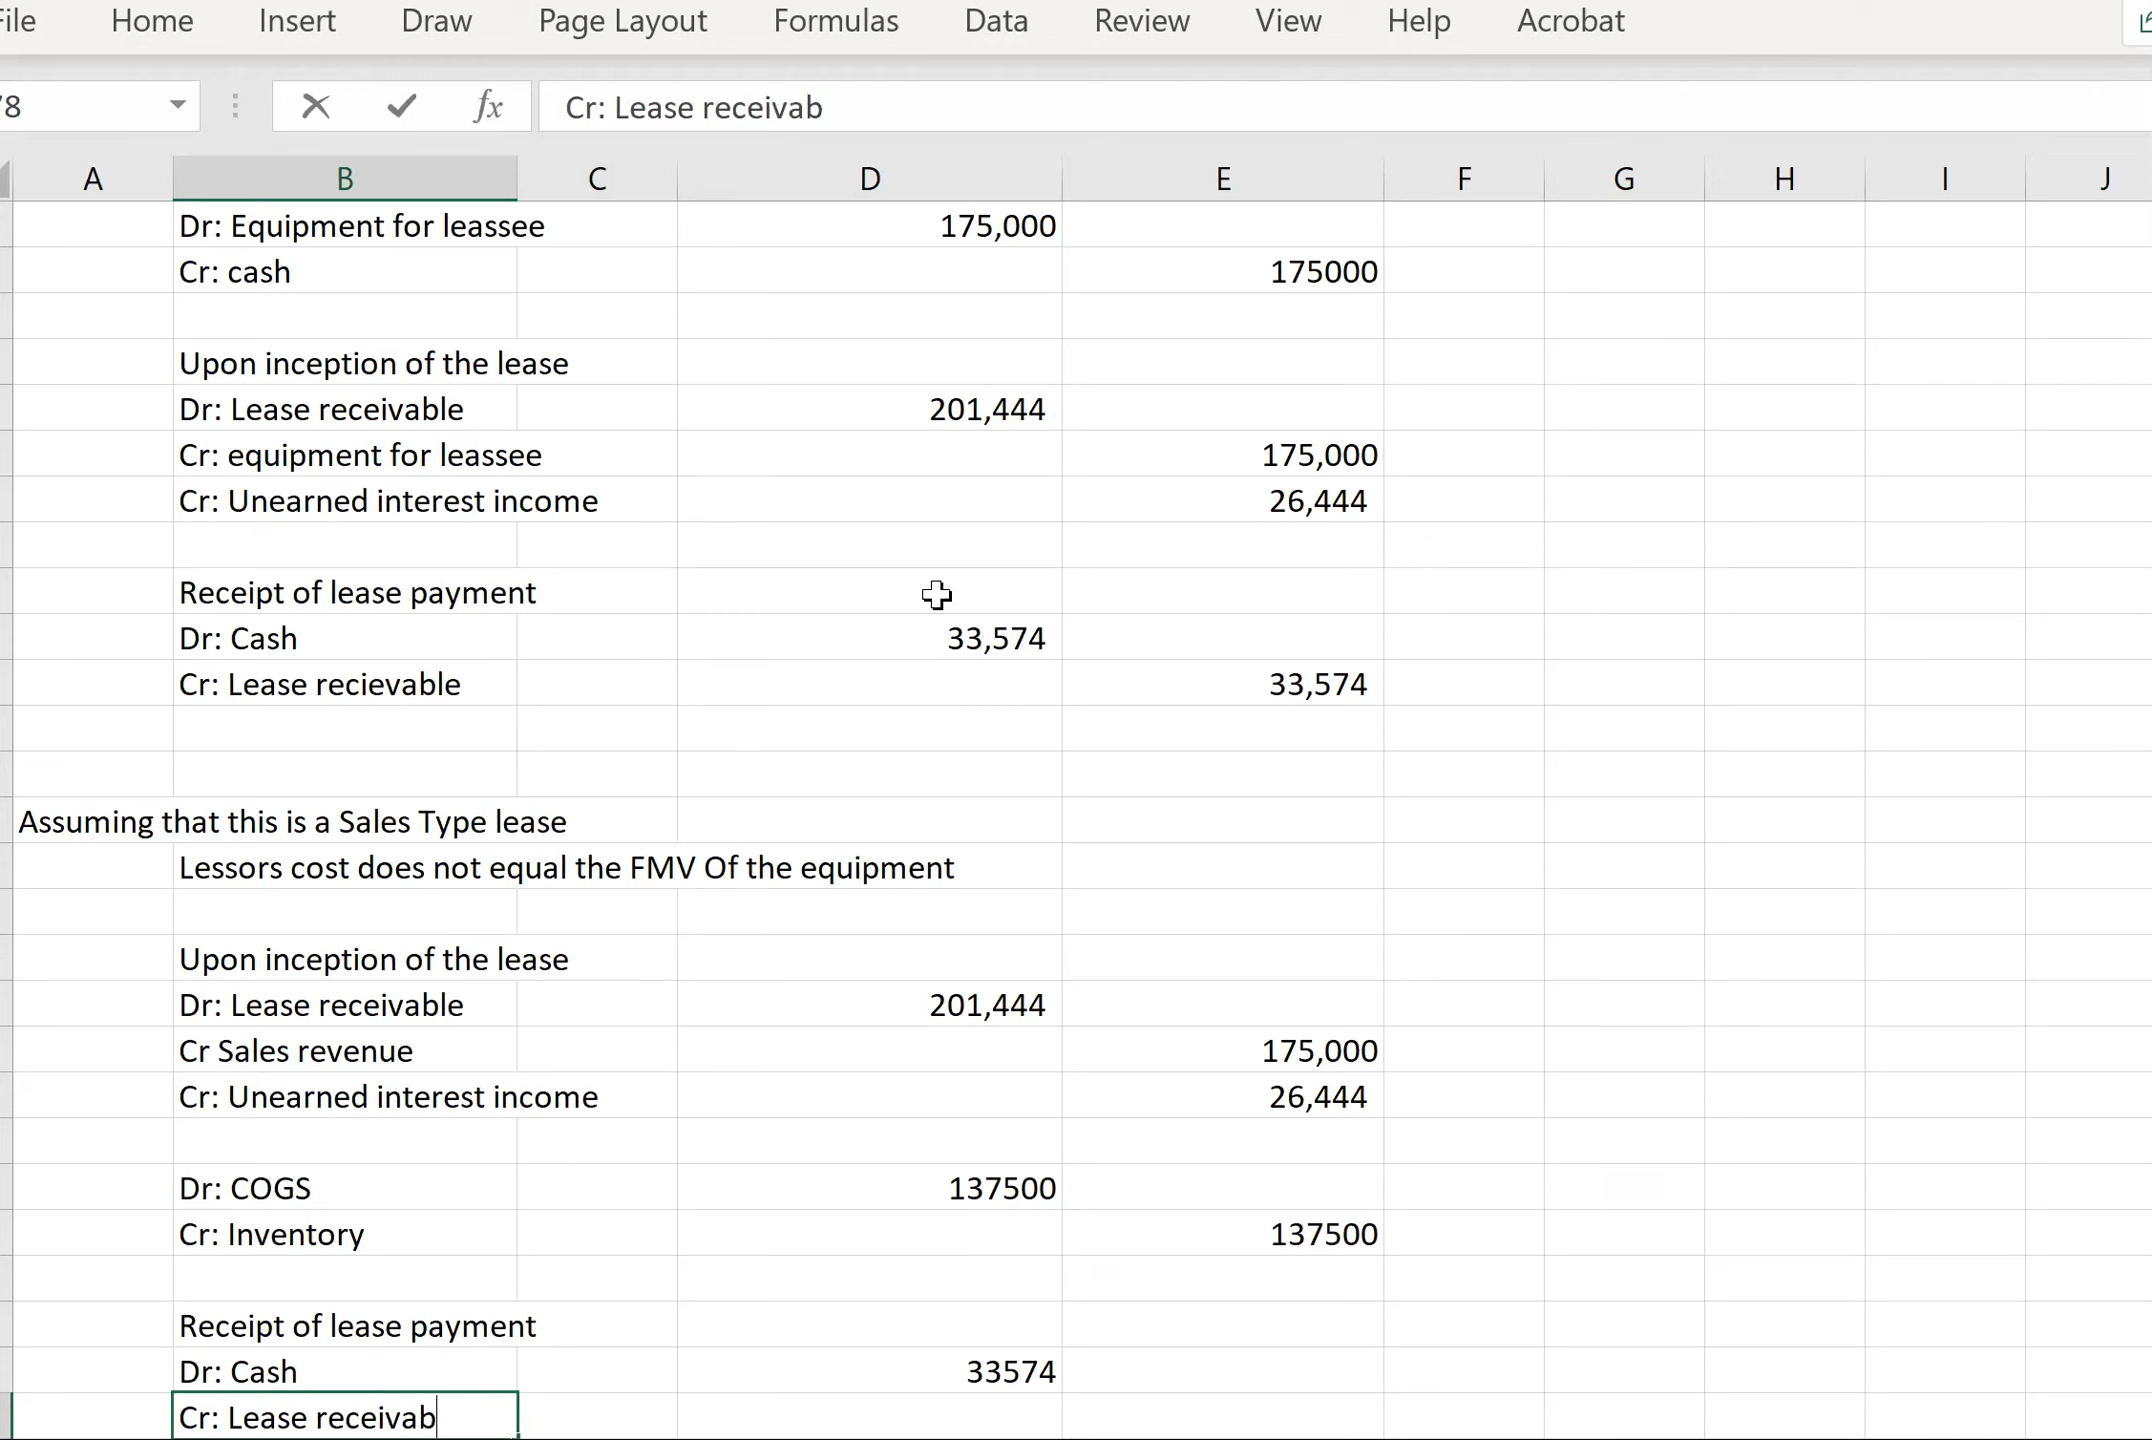 File Home Insert Draw Page Layout Formulas Data Review View Help Acrobat
78 fx Cr: Lease receivab
A B C D E F G H I J
Dr: Equipment for leassee 175,000
Cr: cash 175000
Upon inception of the lease
Dr: Lease receivable 201,444
Cr: equipment for leassee 175,000
Cr: Unearned interest income 26,444
Receipt of lease payment
Dr: Cash 33,574
Cr: Lease recievable 33,574
Assuming that this is a Sales Type lease
Lessors cost does not equal the FMV Of the equipment
Upon inception of the lease
Dr: Lease receivable 201,444
Cr Sales revenue 175,000
Cr: Unearned interest income 26,444
Dr: COGS 137500
Cr: Inventory 137500
Receipt of lease payment
Dr: Cash 33574
Cr: Lease receivab